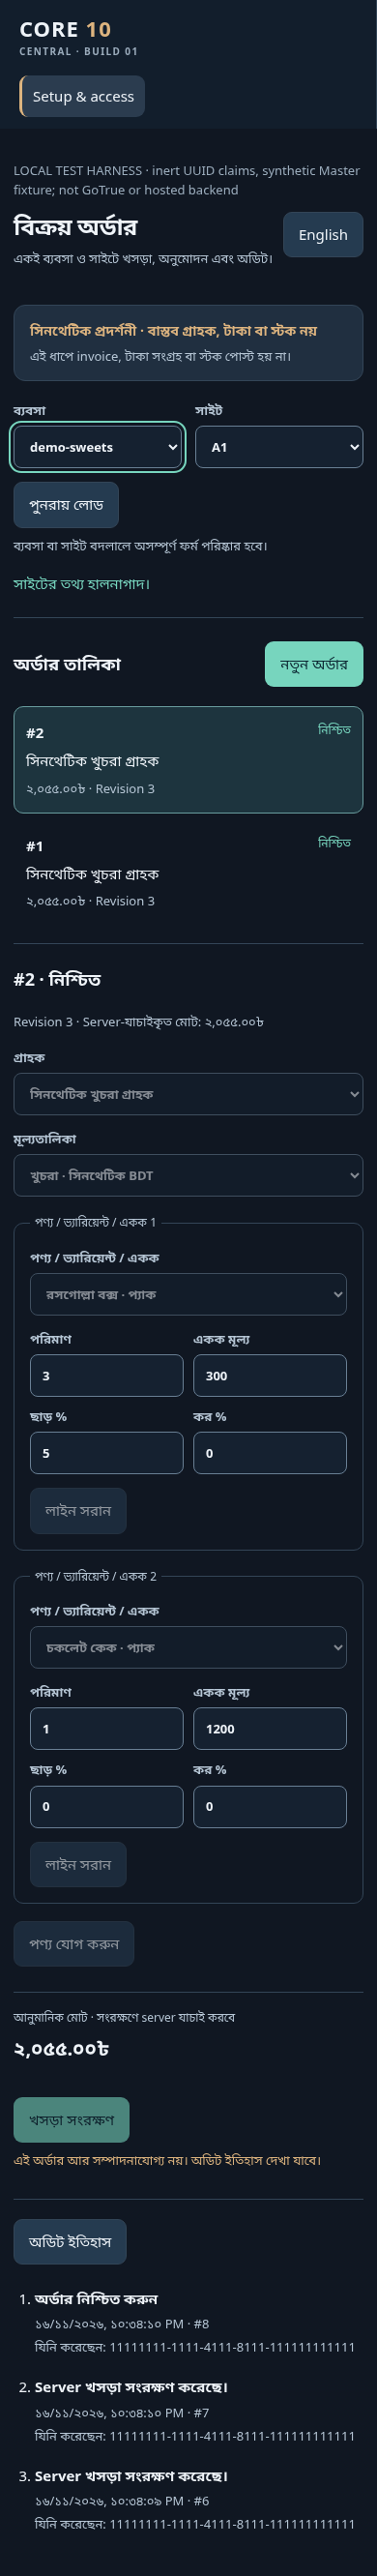 CORE 10
CENTRAL · BUILD 01
Setup & access
LOCAL TEST HARNESS · inert UUID claims, synthetic Master
fixture; not GoTrue or hosted backend
বিক্রয় অর্ডার
English
একই ব্যবসা ও সাইটে খসড়া, অনুমোদন এবং অডিট।
সিনথেটিক প্রদর্শনী · বাস্তব গ্রাহক, টাকা বা স্টক নয়
এই ধাপে invoice, টাকা সংগ্রহ বা স্টক পোস্ট হয় না।
ব্যবসা
সাইট
demo-sweets
A1
পুনরায় লোড
ব্যবসা বা সাইট বদলালে অসম্পূর্ণ ফর্ম পরিষ্কার হবে।
সাইটের তথ্য হালনাগাদ।
অর্ডার তালিকা
নতুন অর্ডার
#2
নিশ্চিত
সিনথেটিক খুচরা গ্রাহক
২,০৫৫.০০৳ · Revision 3
#1
নিশ্চিত
সিনথেটিক খুচরা গ্রাহক
২,০৫৫.০০৳ · Revision 3
#2 · নিশ্চিত
Revision 3 · Server-যাচাইকৃত মোট: ২,০৫৫.০০৳
গ্রাহক
সিনথেটিক খুচরা গ্রাহক
মূল্যতালিকা
খুচরা · সিনথেটিক BDT
পণ্য / ভ্যারিয়েন্ট / একক 1
পণ্য / ভ্যারিয়েন্ট / একক
রসগোল্লা বক্স · প্যাক
পরিমাণ
একক মূল্য
3
300
ছাড় %
কর %
5
0
লাইন সরান
পণ্য / ভ্যারিয়েন্ট / একক 2
পণ্য / ভ্যারিয়েন্ট / একক
চকলেট কেক · প্যাক
পরিমাণ
একক মূল্য
1
1200
ছাড় %
কর %
0
0
লাইন সরান
পণ্য যোগ করুন
আনুমানিক মোট · সংরক্ষণে server যাচাই করবে
২,০৫৫.০০৳
খসড়া সংরক্ষণ
এই অর্ডার আর সম্পাদনাযোগ্য নয়। অডিট ইতিহাস দেখা যাবে।
অডিট ইতিহাস
1. অর্ডার নিশ্চিত করুন
১৬/১১/২০২৬, ১০:৩৪:১০ PM · #8
যিনি করেছেন: 11111111-1111-4111-8111-111111111111
2. Server খসড়া সংরক্ষণ করেছে।
১৬/১১/২০২৬, ১০:৩৪:১০ PM · #7
যিনি করেছেন: 11111111-1111-4111-8111-111111111111
3. Server খসড়া সংরক্ষণ করেছে।
১৬/১১/২০২৬, ১০:৩৪:০৯ PM · #6
যিনি করেছেন: 11111111-1111-4111-8111-111111111111